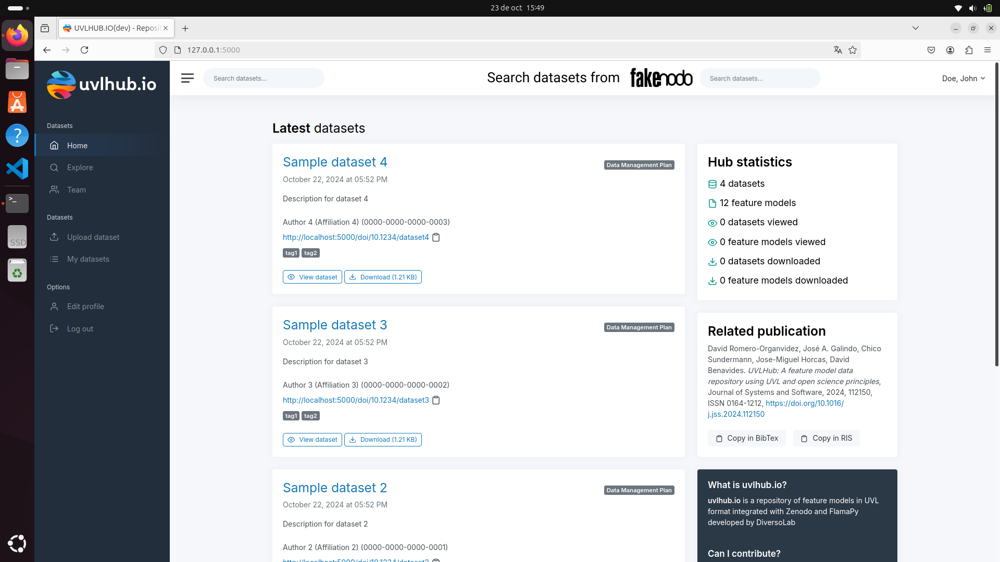 23 de oct 15:49
UVLHUB.IO(dev) - Reposi
127.0.0.1:5000
uvlhub.io
Search datasets...
Search datasets from fakenodo
Search datasets...
Doe, John
Datasets
Home
Explore
Team
Datasets
Upload dataset
My datasets
Options
Edit profile
Log out
SSD
Latest datasets
Sample dataset 4
Data Management Plan
October 22, 2024 at 05:52 PM
Description for dataset 4
Author 4 (Affiliation 4) (0000-0000-0000-0003)
http://localhost:5000/doi/10.1234/dataset4
tag1 tag2
View dataset
Download (1.21 KB)
Sample dataset 3
Data Management Plan
October 22, 2024 at 05:52 PM
Description for dataset 3
Author 3 (Affiliation 3) (0000-0000-0000-0002)
http://localhost:5000/doi/10.1234/dataset3
tag1 tag2
View dataset
Download (1.21 KB)
Sample dataset 2
Data Management Plan
October 22, 2024 at 05:52 PM
Description for dataset 2
Author 2 (Affiliation 2) (0000-0000-0000-0001)
http://localhost:5000/doi/10.1234/dataset2
Hub statistics
4 datasets
12 feature models
0 datasets viewed
0 feature models viewed
0 datasets downloaded
0 feature models downloaded
Related publication
David Romero-Organvidez, José A. Galindo, Chico
Sundermann, Jose-Miguel Horcas, David
Benavides. UVLHub: A feature model data
repository using UVL and open science principles,
Journal of Systems and Software, 2024, 112150,
ISSN 0164-1212, https://doi.org/10.1016/
j.jss.2024.112150
Copy in BibTex
Copy in RIS
What is uvlhub.io?
uvlhub.io is a repository of feature models in UVL
format integrated with Zenodo and FlamaPy
developed by DiversoLab
Can I contribute?